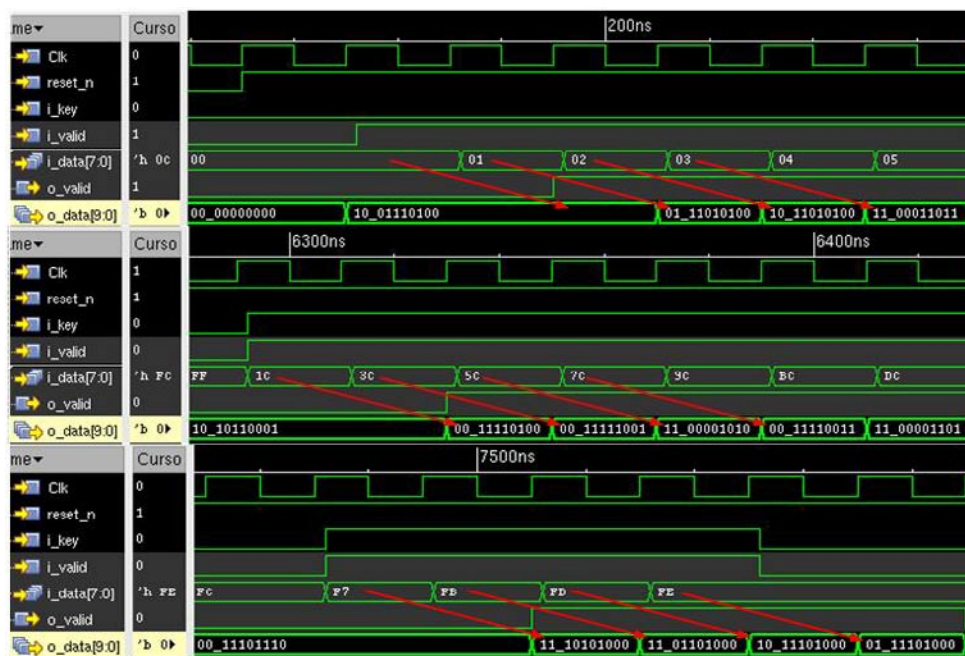 .me▾ Curso 200ns
Clk 0
reset_n 1
i_key 0
i_valid 1
i_data[7:0] 'h 0C 00 01 02 03 04 05
o_valid 1
o_data[9:0] 'b 0 00_00000000 10_01110100 01_11010100 10_11010100 11_00011011
.me▾ Curso 6300ns 6400ns
Clk 1
reset_n 1
i_key 0
i_valid 0
i_data[7:0] 'h FC FF 1C 3C 5C 7C 9C BC DC
o_valid 0
o_data[9:0] 'b 0 10_10110001 00_11110100 00_11111001 11_00001010 00_11110011 11_00001101
me▾ Curso 7500ns
Clk 0
reset_n 1
i_key 0
i_valid 0
i_data[7:0] 'h FE FC F7 FB FD FE
o_valid 0
o_data[9:0] 'b 0 00_11101110 11_10101000 11_01101000 10_11101000 01_11101000